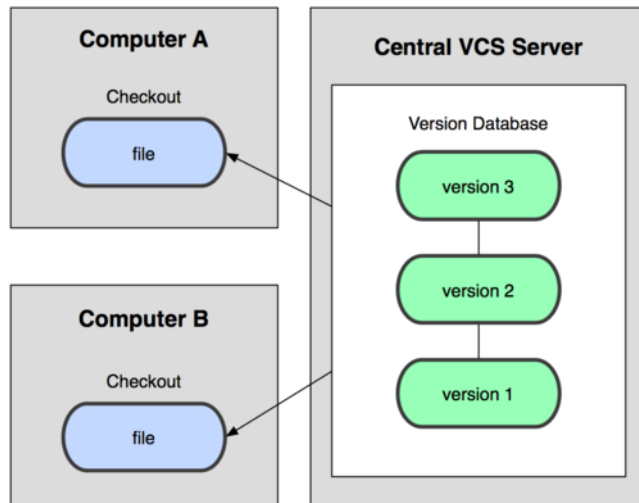 Computer A
Checkout
file
Computer B
Checkout
file
Central VCS Server
Version Database
version 3
version 2
version 1